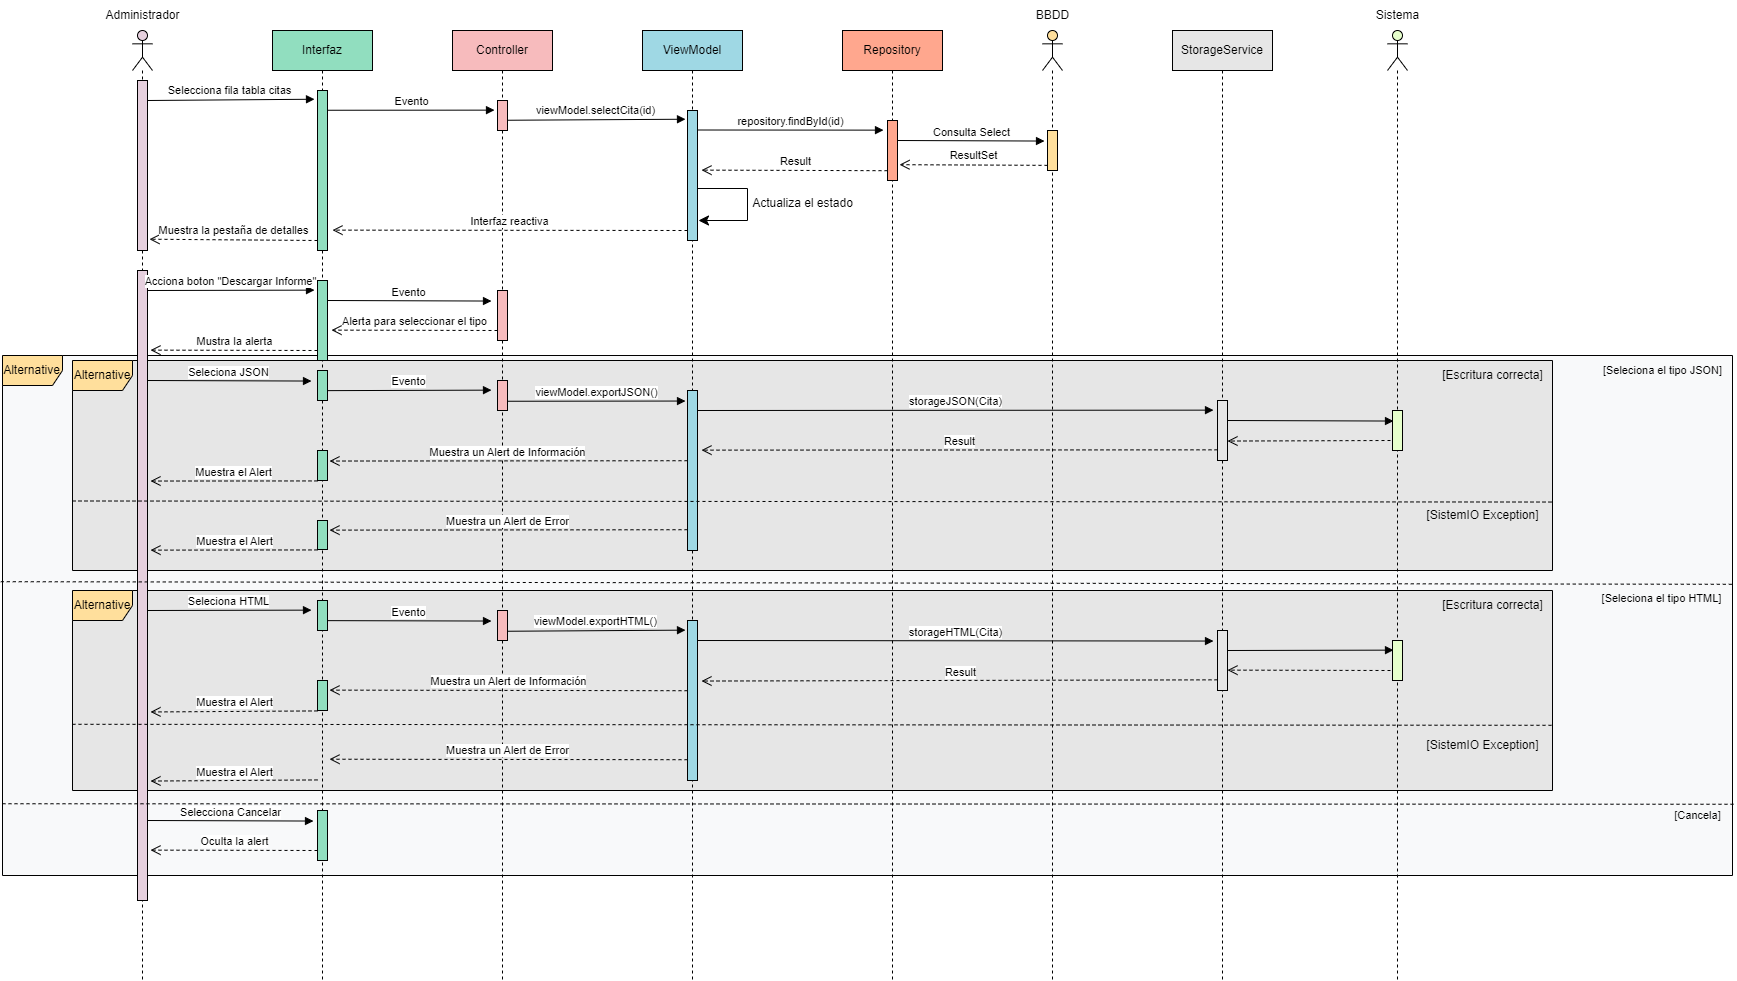 Administrador
BBDD
Sistema
Interfaz
Controller
ViewModel
Repository
StorageService
Selecciona fila tabla citas
Evento
viewModel.selectCita(id)
repository.findById(id)
Consulta Select
ResultSet
Result
Actualiza el estado
Interfaz reactiva
Muestra la pestaña de detalles
Acciona boton "Descargar Informe"
Evento
Alerta para seleccionar el tipo
Mustra la alerta
Alternative
Alternative
Seleciona JSON
Evento
viewModel.exportJSON()
storageJSON(Cita)
[Escritura correcta]
[Seleciona el tipo JSON]
Result
Muestra un Alert de Información
Muestra el Alert
[SistemIO Exception]
Muestra un Alert de Error
Muestra el Alert
Alternative
Seleciona HTML
Evento
viewModel.exportHTML()
storageHTML(Cita)
[Escritura correcta]
[Seleciona el tipo HTML]
Result
Muestra un Alert de Información
Muestra el Alert
[SistemIO Exception]
Muestra un Alert de Error
Muestra el Alert
Selecciona Cancelar
[Cancela]
Oculta la alert